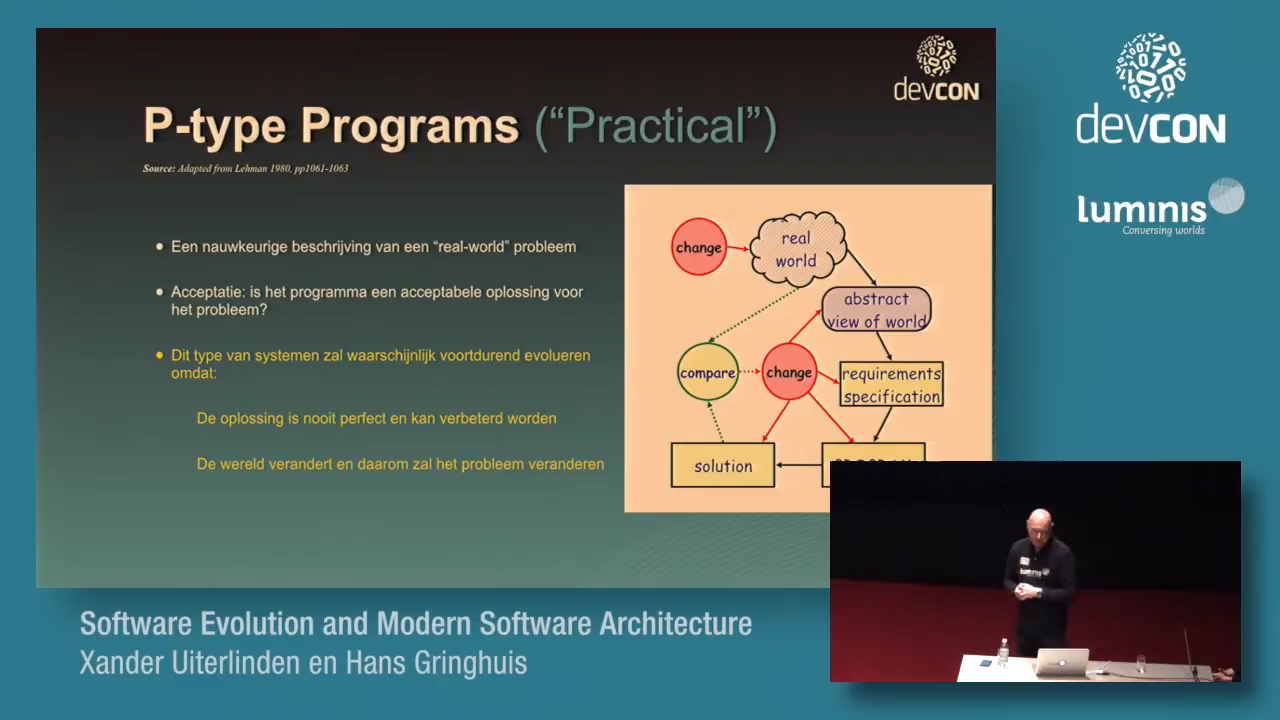 devcon
P-type Programs ("Practical")
Source: Adapted from Lehman 1980, pp1061-1063
Een nauwkeurige beschrijving van een “real-world” probleem
Acceptatie: is het programma een acceptabele oplossing voor
het probleem?
Dit type van systemen zal waarschijnlijk voortdurend evolueren
omdat:
De oplossing is nooit perfect en kan verbeterd worden
De wereld verandert en daarom zal het probleem veranderen
change
real
world
abstract
view of world
compare
change
requirements
specification
solution
devcon
luminis
Conversing worlds
luminis
Software Evolution and Modern Software Architecture
Xander Uiterlinden en Hans Gringhuis